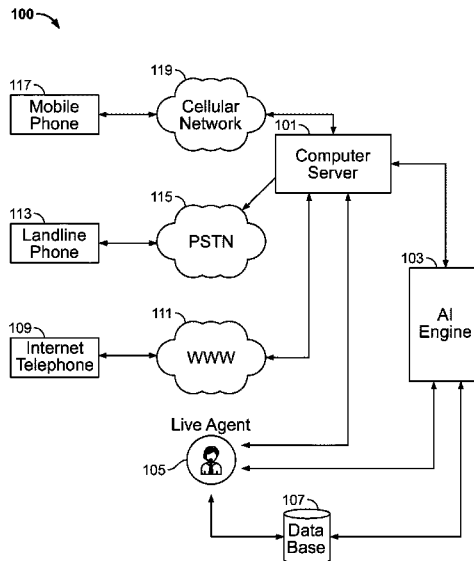 100
117
Mobile
Phone
119
Cellular
Network
101
Computer
Server
113
Landline
Phone
115
PSTN
103
AI
Engine
109
Internet
Telephone
111
WWW
Live Agent
105
107
Data
Base